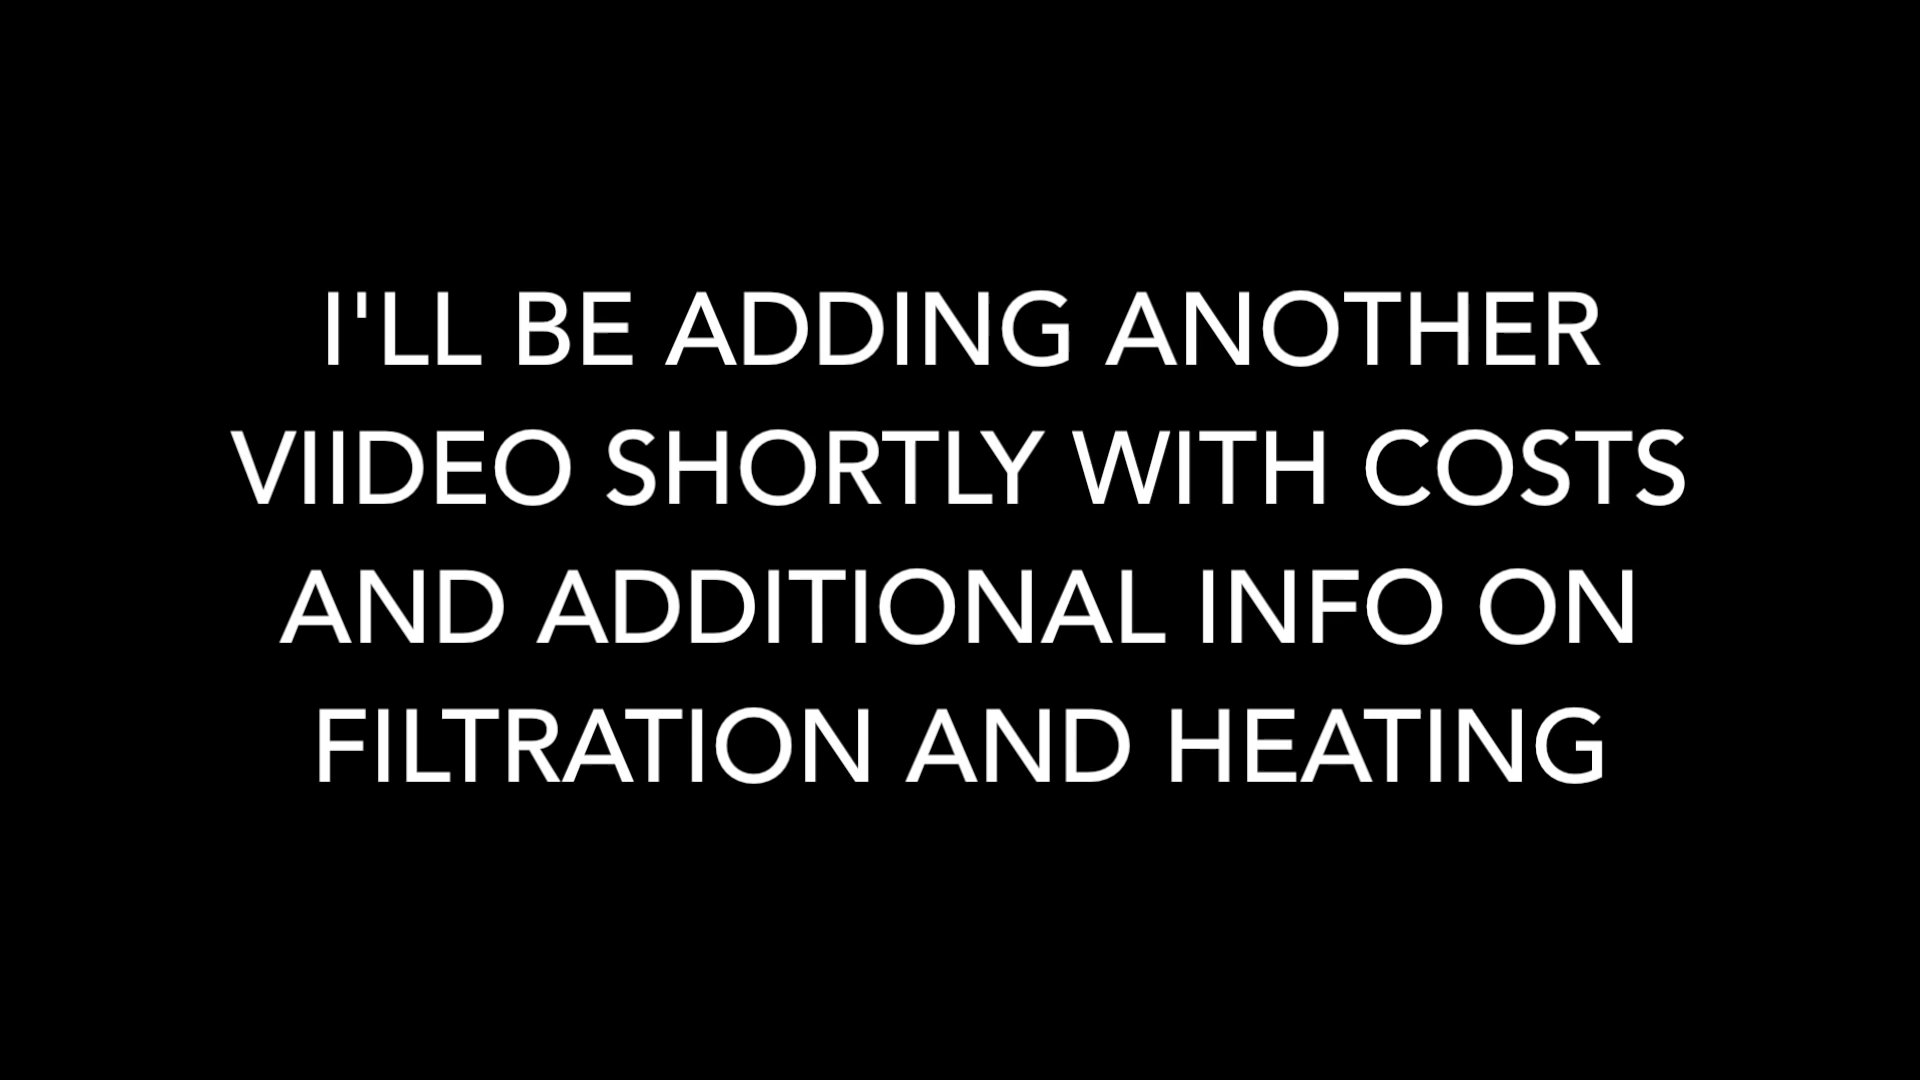 I'LL BE ADDING ANOTHER
VIIDEO SHORTLY WITH COSTS
AND ADDITIONAL INFO ON
FILTRATION AND HEATING